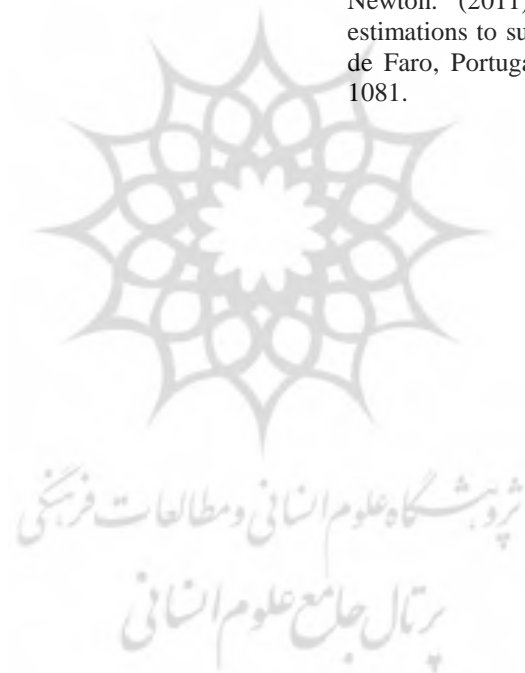 Newton. (2011)
estimations to su
de Faro, Portuga
1081.
پژوهشگاه علوم انسانی و مطالعات فرهنگی
پرتال جامع علوم انسانی